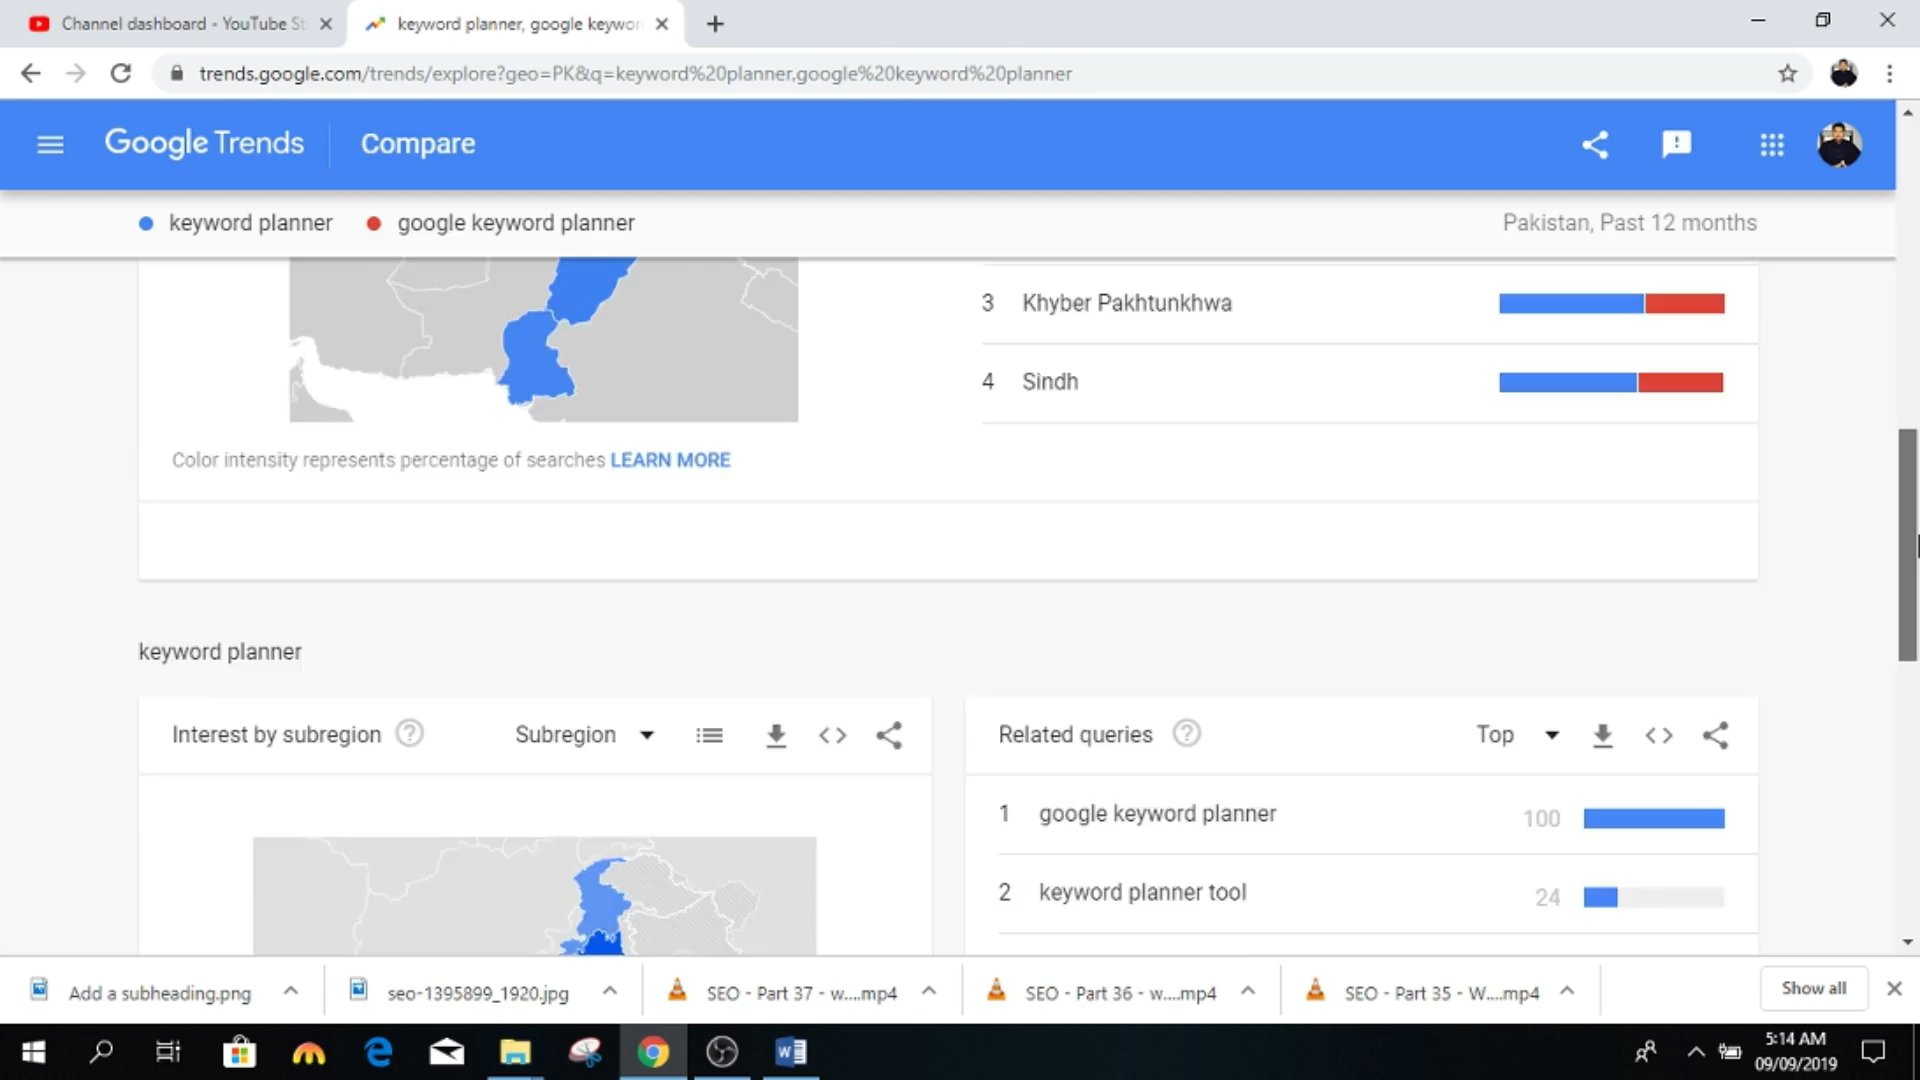 Channel dashboard - YouTube St
keyword planner, google keywor
trends.google.com/trends/explore?geo=PK&q=keyword%20planner,google%20keyword%20planner
Google Trends
Compare
keyword planner
google keyword planner
Pakistan, Past 12 months
3 Khyber Pakhtunkhwa
4 Sindh
Color intensity represents percentage of searches LEARN MORE
keyword planner
Interest by subregion
Subregion
Related queries
Top
1 google keyword planner 100
2 keyword planner tool 24
Add a subheading.png
seo-1395899_1920.jpg
SEO - Part 37 - w....mp4
SEO - Part 36 - w....mp4
SEO - Part 35 - W....mp4
Show all
5:14 AM
09/09/2019